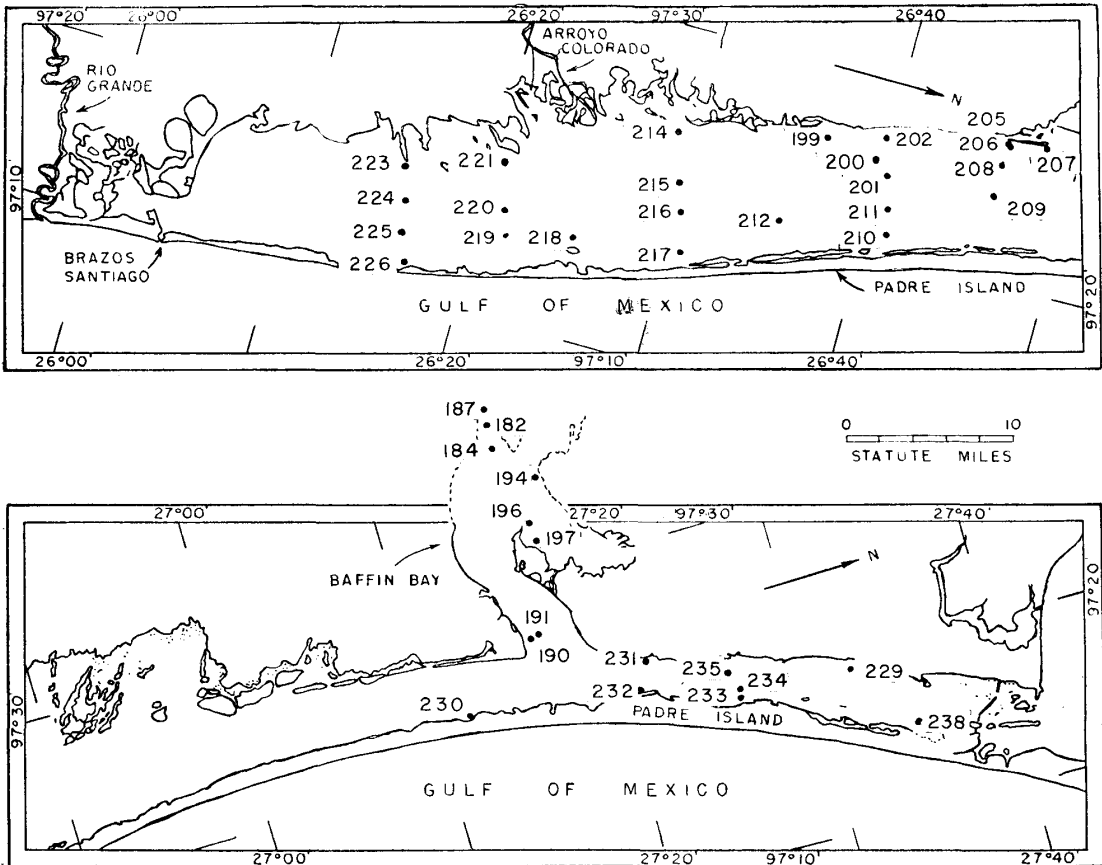 97°20' 26°00' 26°20' 97°30' 26°40'
ARROYO
COLORADO
RIO
GRANDE
N
205
214
199
202
206
223
221
200
208
207
201
97°10'
224
215
220
216
212
211
209
225
219
218
210
BRAZOS
SANTIAGO
226
217
PADRE ISLAND
GULF OF MEXICO
97°20'
26°00' 26°20' 97°10' 26°40'
187
182
184
0 10
STATUTE MILES
194
196
27°00' 27°20' 97°30' 27°40'
197
BAFFIN BAY
N
97°20'
191
190
231
235
229
234
232
233
230
PADRE ISLAND
238
97°30'
GULF OF MEXICO
27°00' 27°20' 97°10' 27°40'